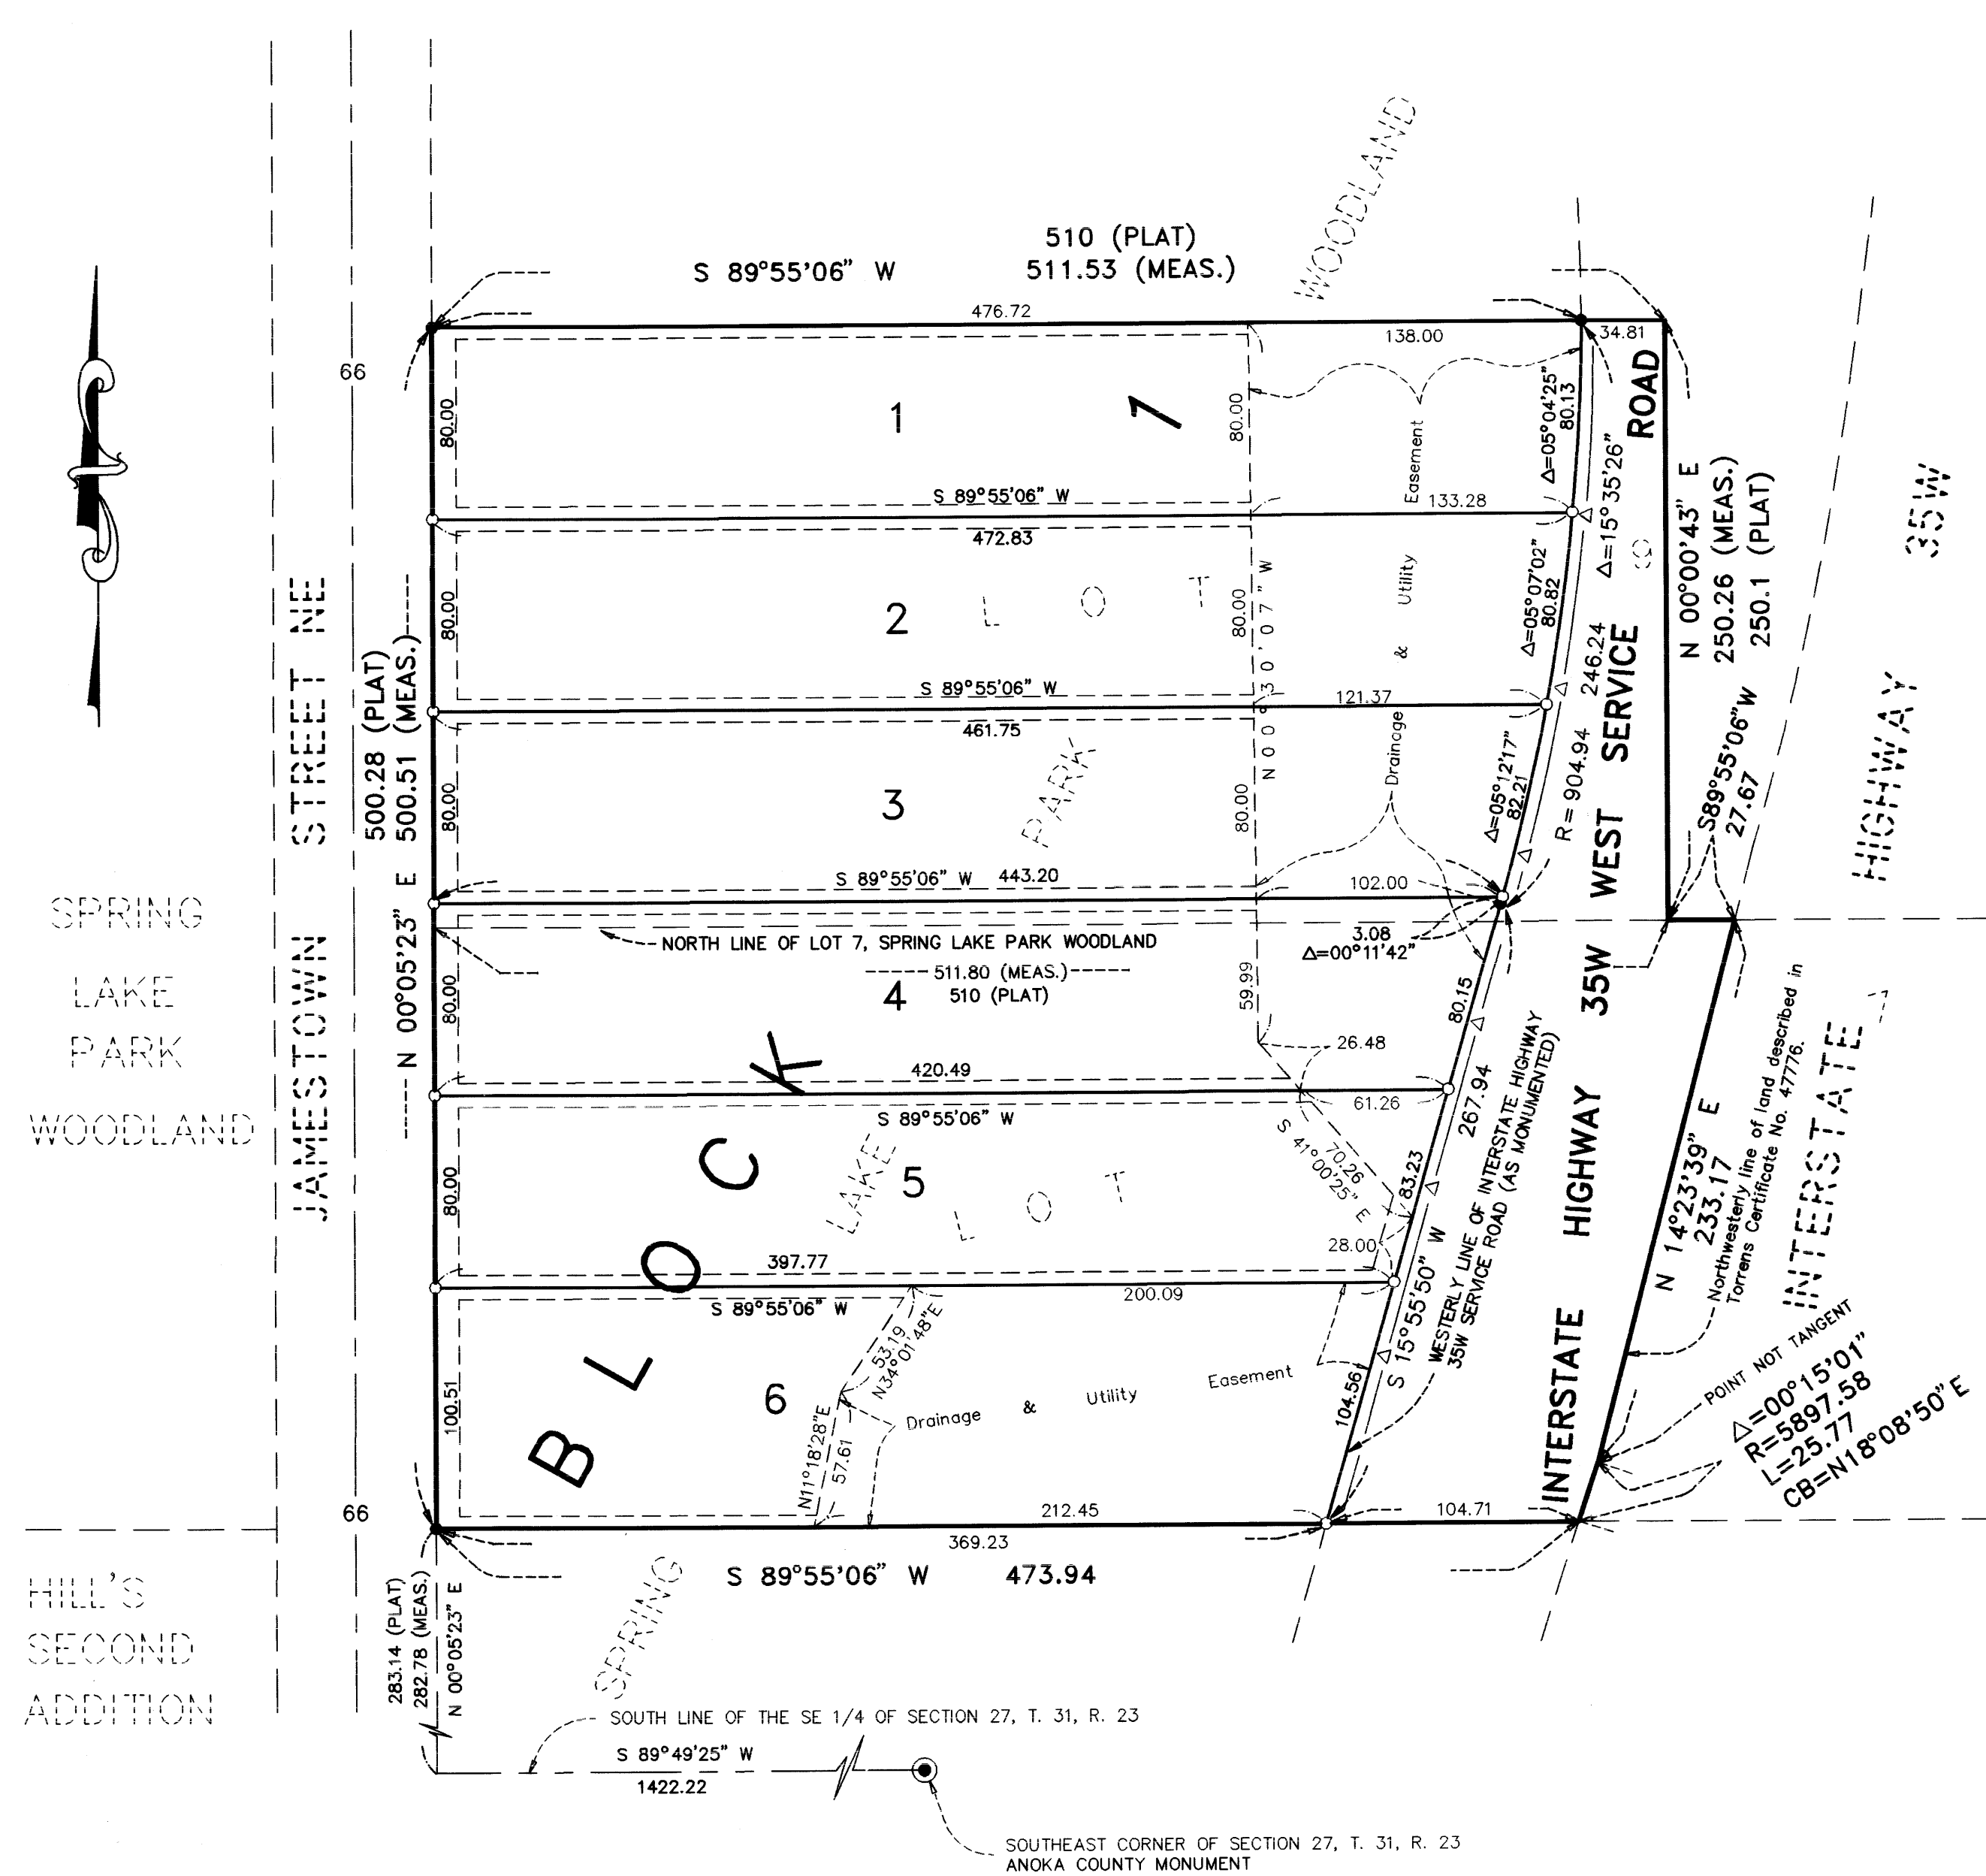 WOODLAND
510 (PLAT)
S 89°55'06" W 511.53 (MEAS.)
476.72
138.00
34.81
66
80.00
1
1
80.00
Easement
Δ=05°04'25"
80.13
ROAD
S 89°55'06" W
133.28
472.83
Δ=15°35'26"
N 00°00'43" E
250.26 (MEAS.)
250.1 (PLAT)
35W
80.00
2
LOT
80.00
N00°30'07"W
Utility
&
Δ=05°07'02"
80.82
6
S 89°55'06" W
121.37
461.75
R= 904.94 246.24
JAMESTOWN STREET NE
500.28 (PLAT)
N 00°05'23" E 500.51 (MEAS.)
80.00
3
PARK
80.00
Drainage
Δ=05°12'17"
82.21
WEST SERVICE
S89°55'06"W
27.67
HIGHWAY
S 89°55'06" W 443.20
102.00
SPRING
LAKE
PARK
WOODLAND
NORTH LINE OF LOT 7, SPRING LAKE PARK WOODLAND
511.80 (MEAS.)
510 (PLAT)
3.08
Δ=00°11'42"
80.00
4
59.99
26.48
80.15
35W
420.49
61.26
S 89°55'06" W
267.94
WESTERLY LINE OF INTERSTATE HIGHWAY
35W SERVICE ROAD (AS MONUMENTED)
N 14°23'39" E
233.17
Northwesterly line of land described in
Torrens Certificate No. 47776.
INTERSTATE
80.00
BLOCK
LAKE
5
LOT
70.26
S 41°00'25" E
83.23
28.00
HIGHWAY
397.77
S 89°55'06" W
200.09
S 15°55'50" W
53.19
N34°01'48"E
100.51
6
Drainage & Utility Easement
104.56
N11°18'28"E
57.61
INTERSTATE
POINT NOT TANGENT
Δ=00°15'01"
R=5897.58
L=25.77
CB=N18°08'50"E
66
212.45
104.71
369.23
S 89°55'06" W 473.94
HILL'S
SECOND
ADDITION
283.14 (PLAT)
282.78 (MEAS.)
N 00°05'23" E
SPRING
SOUTH LINE OF THE SE 1/4 OF SECTION 27, T. 31, R. 23
S 89°49'25" W
1422.22
SOUTHEAST CORNER OF SECTION 27, T. 31, R. 23
ANOKA COUNTY MONUMENT